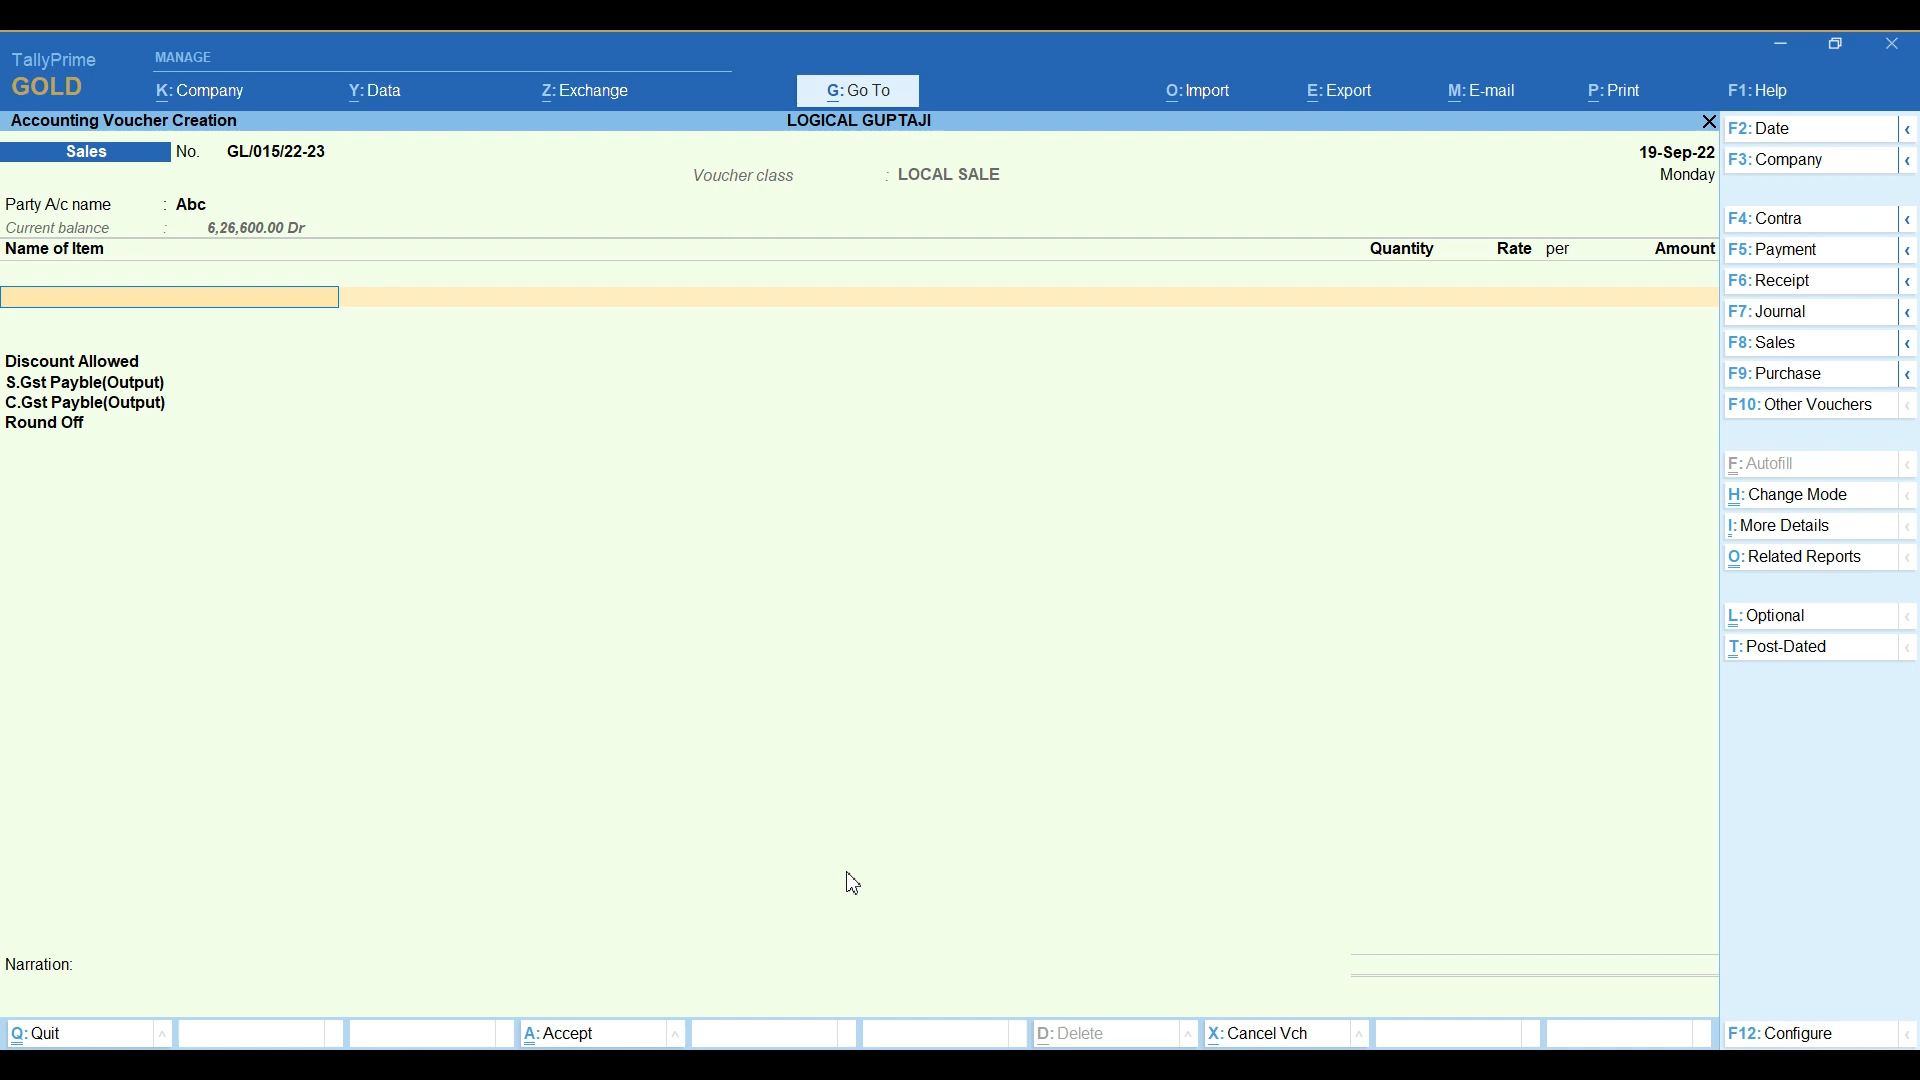 TallyPrime
GOLD
MANAGE
K: Company
Y: Data
Z: Exchange
G: Go To
O: Import
E: Export
M: E-mail
P: Print
F1: Help
Accounting Voucher Creation
LOGICAL GUPTAJI
Sales No. GL/015/22-23
19-Sep-22
Voucher class : LOCAL SALE
Monday
Party A/c name : Abc
Current balance : 6,26,600.00 Dr
Name of Item Quantity Rate per Amount
Discount Allowed
S.Gst Payble(Output)
C.Gst Payble(Output)
Round Off
Narration:
F2: Date
F3: Company
F4: Contra
F5: Payment
F6: Receipt
F7: Journal
F8: Sales
F9: Purchase
F10: Other Vouchers
F: Autofill
H: Change Mode
I: More Details
O: Related Reports
L: Optional
T: Post-Dated
Q: Quit
A: Accept
D: Delete
X: Cancel Vch
F12: Configure